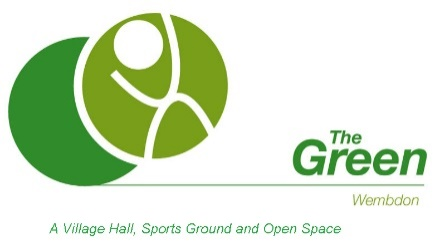 The
Green
Wembdon
A Village Hall, Sports Ground and Open Space